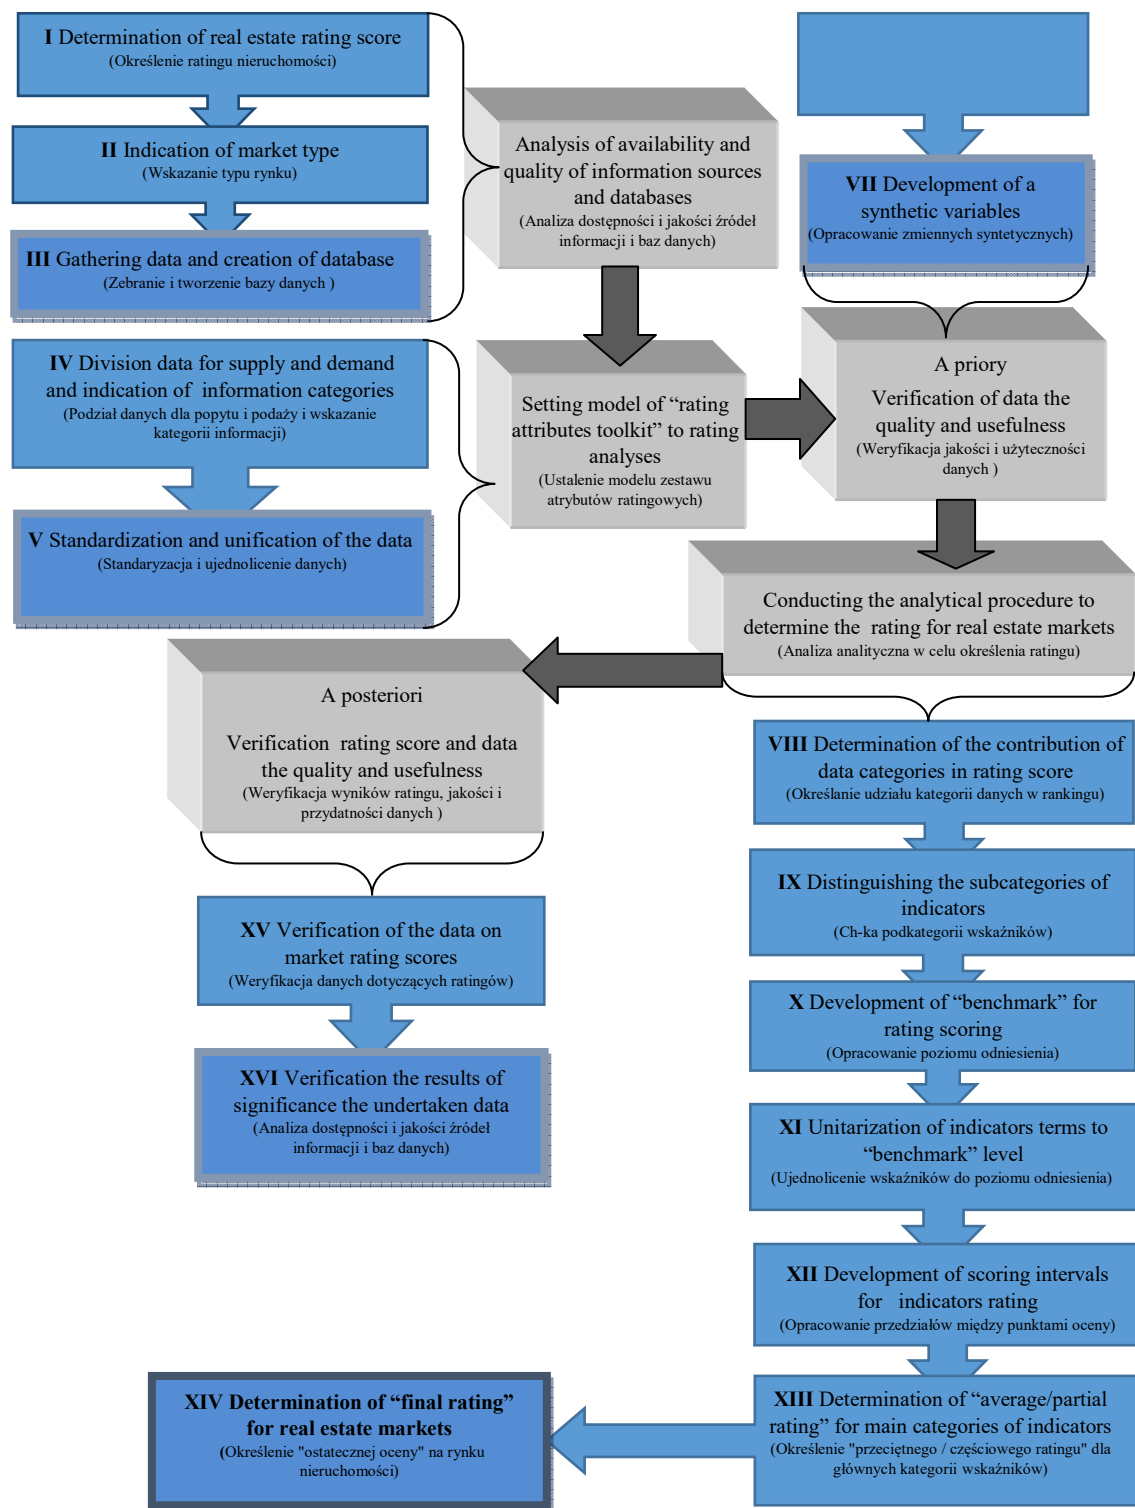 I Determination of real estate rating score
(Określenie ratingu nieruchomości)
II Indication of market type
(Wskazanie typu rynku)
III Gathering data and creation of database
(Zebranie i tworzenie bazy danych )
Analysis of availability and
quality of information sources
and databases
(Analiza dostępności i jakości źródeł
informacji i baz danych)
VII Development of a
synthetic variables
(Opracowanie zmiennych syntetycznych)
IV Division data for supply and demand
and indication of information categories
(Podział danych dla popytu i podaży i wskazanie
kategorii informacji)
V Standardization and unification of the data
(Standaryzacja i ujednolicenie danych)
Setting model of “rating
attributes toolkit” to rating
analyses
(Ustalenie modelu zestawu
atrybutów ratingowych)
A priory
Verification of data the
quality and usefulness
(Weryfikacja jakości i użyteczności
danych )
Conducting the analytical procedure to
determine the rating for real estate markets
(Analiza analityczna w celu określenia ratingu)
A posteriori
Verification rating score and data
the quality and usefulness
(Weryfikacja wyników ratingu, jakości i
przydatności danych )
VIII Determination of the contribution of
data categories in rating score
(Określanie udziału kategorii danych w rankingu)
IX Distinguishing the subcategories of
indicators
(Ch-ka podkategorii wskaźników)
XV Verification of the data on
market rating scores
(Weryfikacja danych dotyczących ratingów)
X Development of “benchmark” for
rating scoring
(Opracowanie poziomu odniesienia)
XVI Verification the results of
significance the undertaken data
(Analiza dostępności i jakości źródeł
informacji i baz danych)
XI Unitarization of indicators terms to
“benchmark” level
(Ujednolicenie wskaźników do poziomu odniesienia)
XII Development of scoring intervals
for indicators rating
(Opracowanie przedziałów między punktami oceny)
XIII Determination of “average/partial
rating” for main categories of indicators
(Określenie "przeciętnego / częściowego ratingu" dla
głównych kategorii wskaźników)
XIV Determination of “final rating”
for real estate markets
(Określenie "ostatecznej oceny" na rynku
nieruchomości)